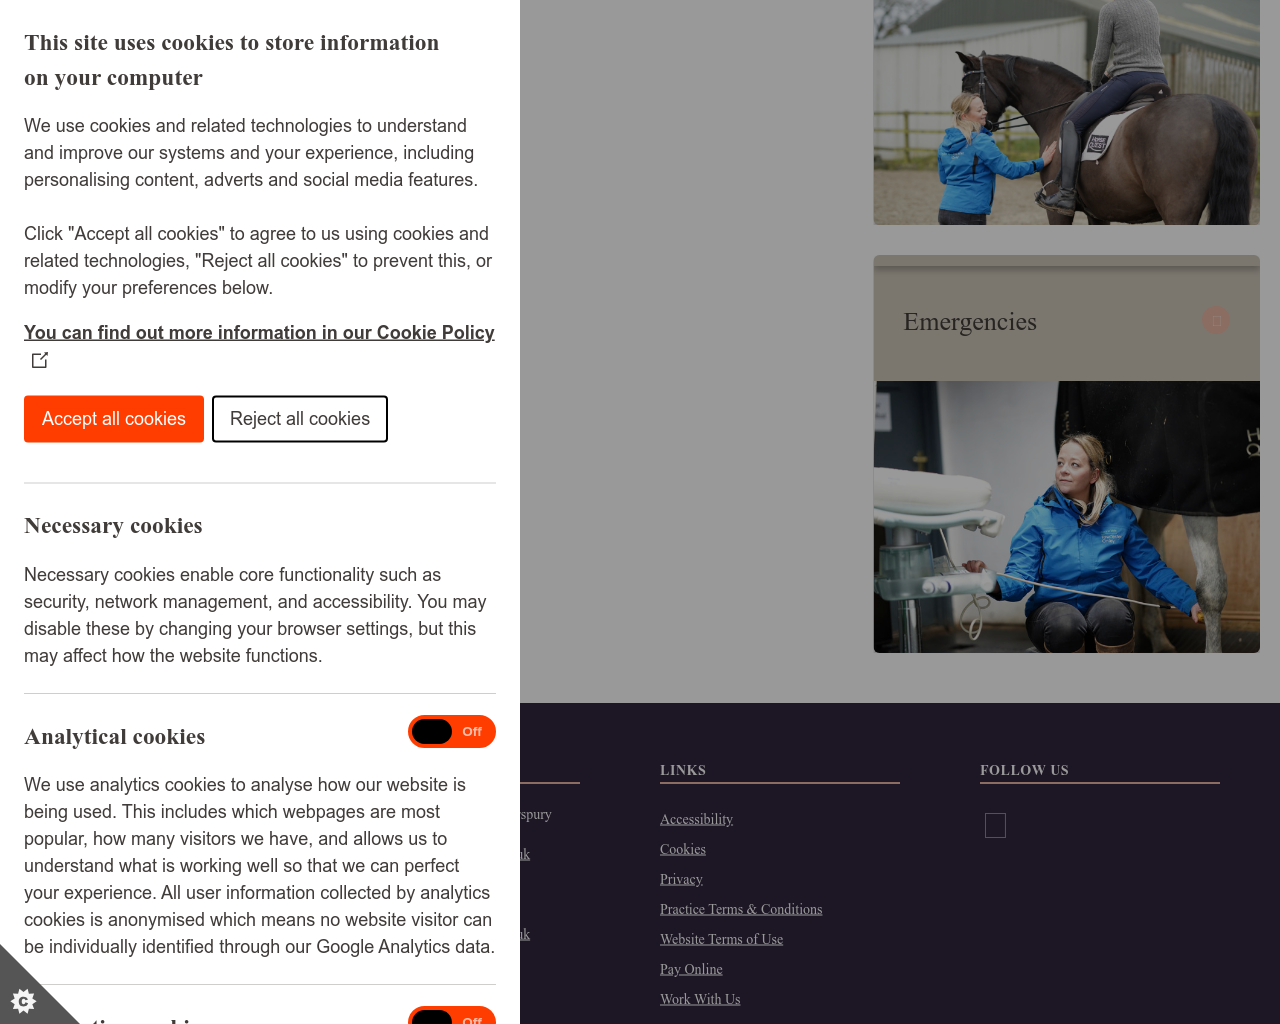 This site uses cookies to store information
on your computer
We use cookies and related technologies to understand
and improve our systems and your experience, including
personalising content, adverts and social media features.
Click "Accept all cookies" to agree to us using cookies and
related technologies, "Reject all cookies" to prevent this, or
modify your preferences below.
You can find out more information in our Cookie Policy
Accept all cookies
Reject all cookies
Necessary cookies
Necessary cookies enable core functionality such as
security, network management, and accessibility. You may
disable these by changing your browser settings, but this
may affect how the website functions.
Analytical cookies
Off
We use analytics cookies to analyse how our website is
being used. This includes which webpages are most
popular, how many visitors we have, and allows us to
understand what is working well so that we can perfect
your experience. All user information collected by analytics
cookies is anonymised which means no website visitor can
be individually identified through our Google Analytics data.
Off
C
Emergencies
LINKS
Accessibility
Cookies
Privacy
Practice Terms & Conditions
Website Terms of Use
Pay Online
Work With Us
FOLLOW US